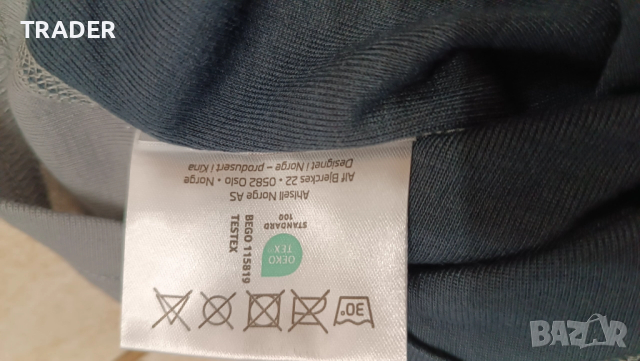 TRADER
Ahlsell Norge AS
Alf Bjerckes 22 • 0582 Oslo • Norge
Designet i Norge – produsert i Kina
STANDARD
100
OEKO
TEX®
BEGO 115819
TESTEX
30°
BAZAR